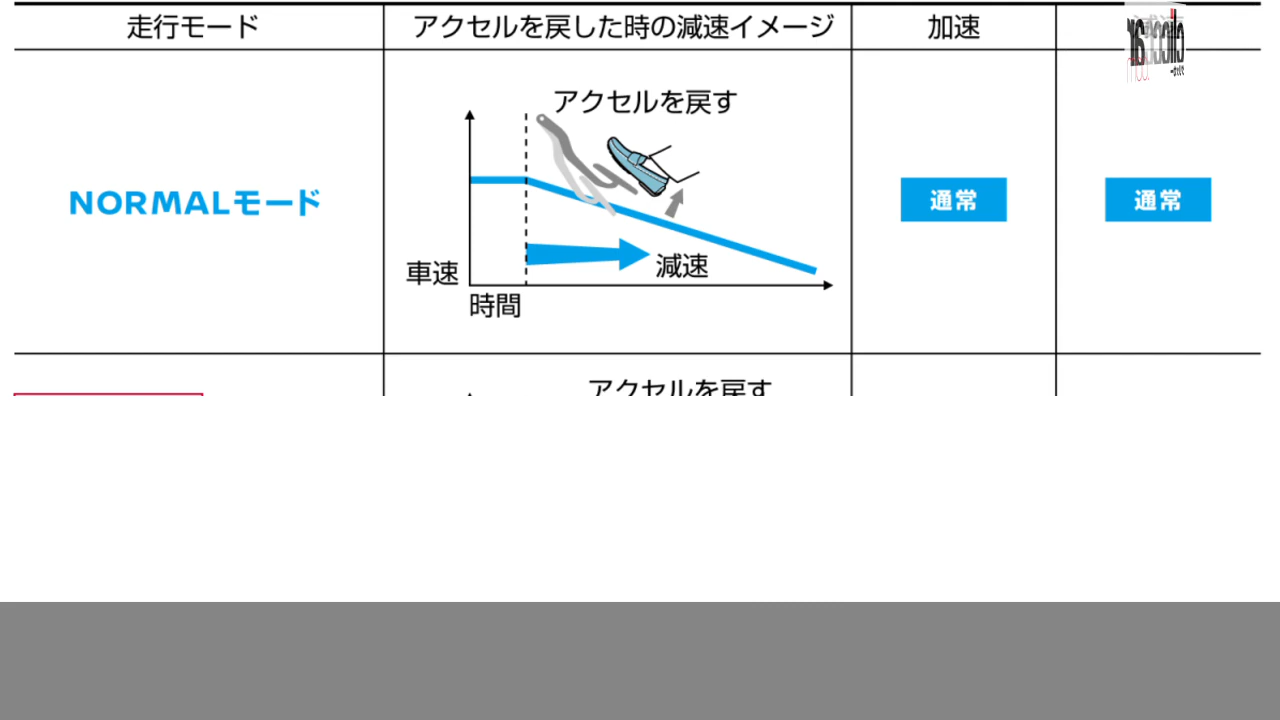 走行モード
アクセルを戻した時の減速イメージ
加速
アクセルを戻す
NORMALモード
通常
通常
減速
車速
時間
アクセルを戻す